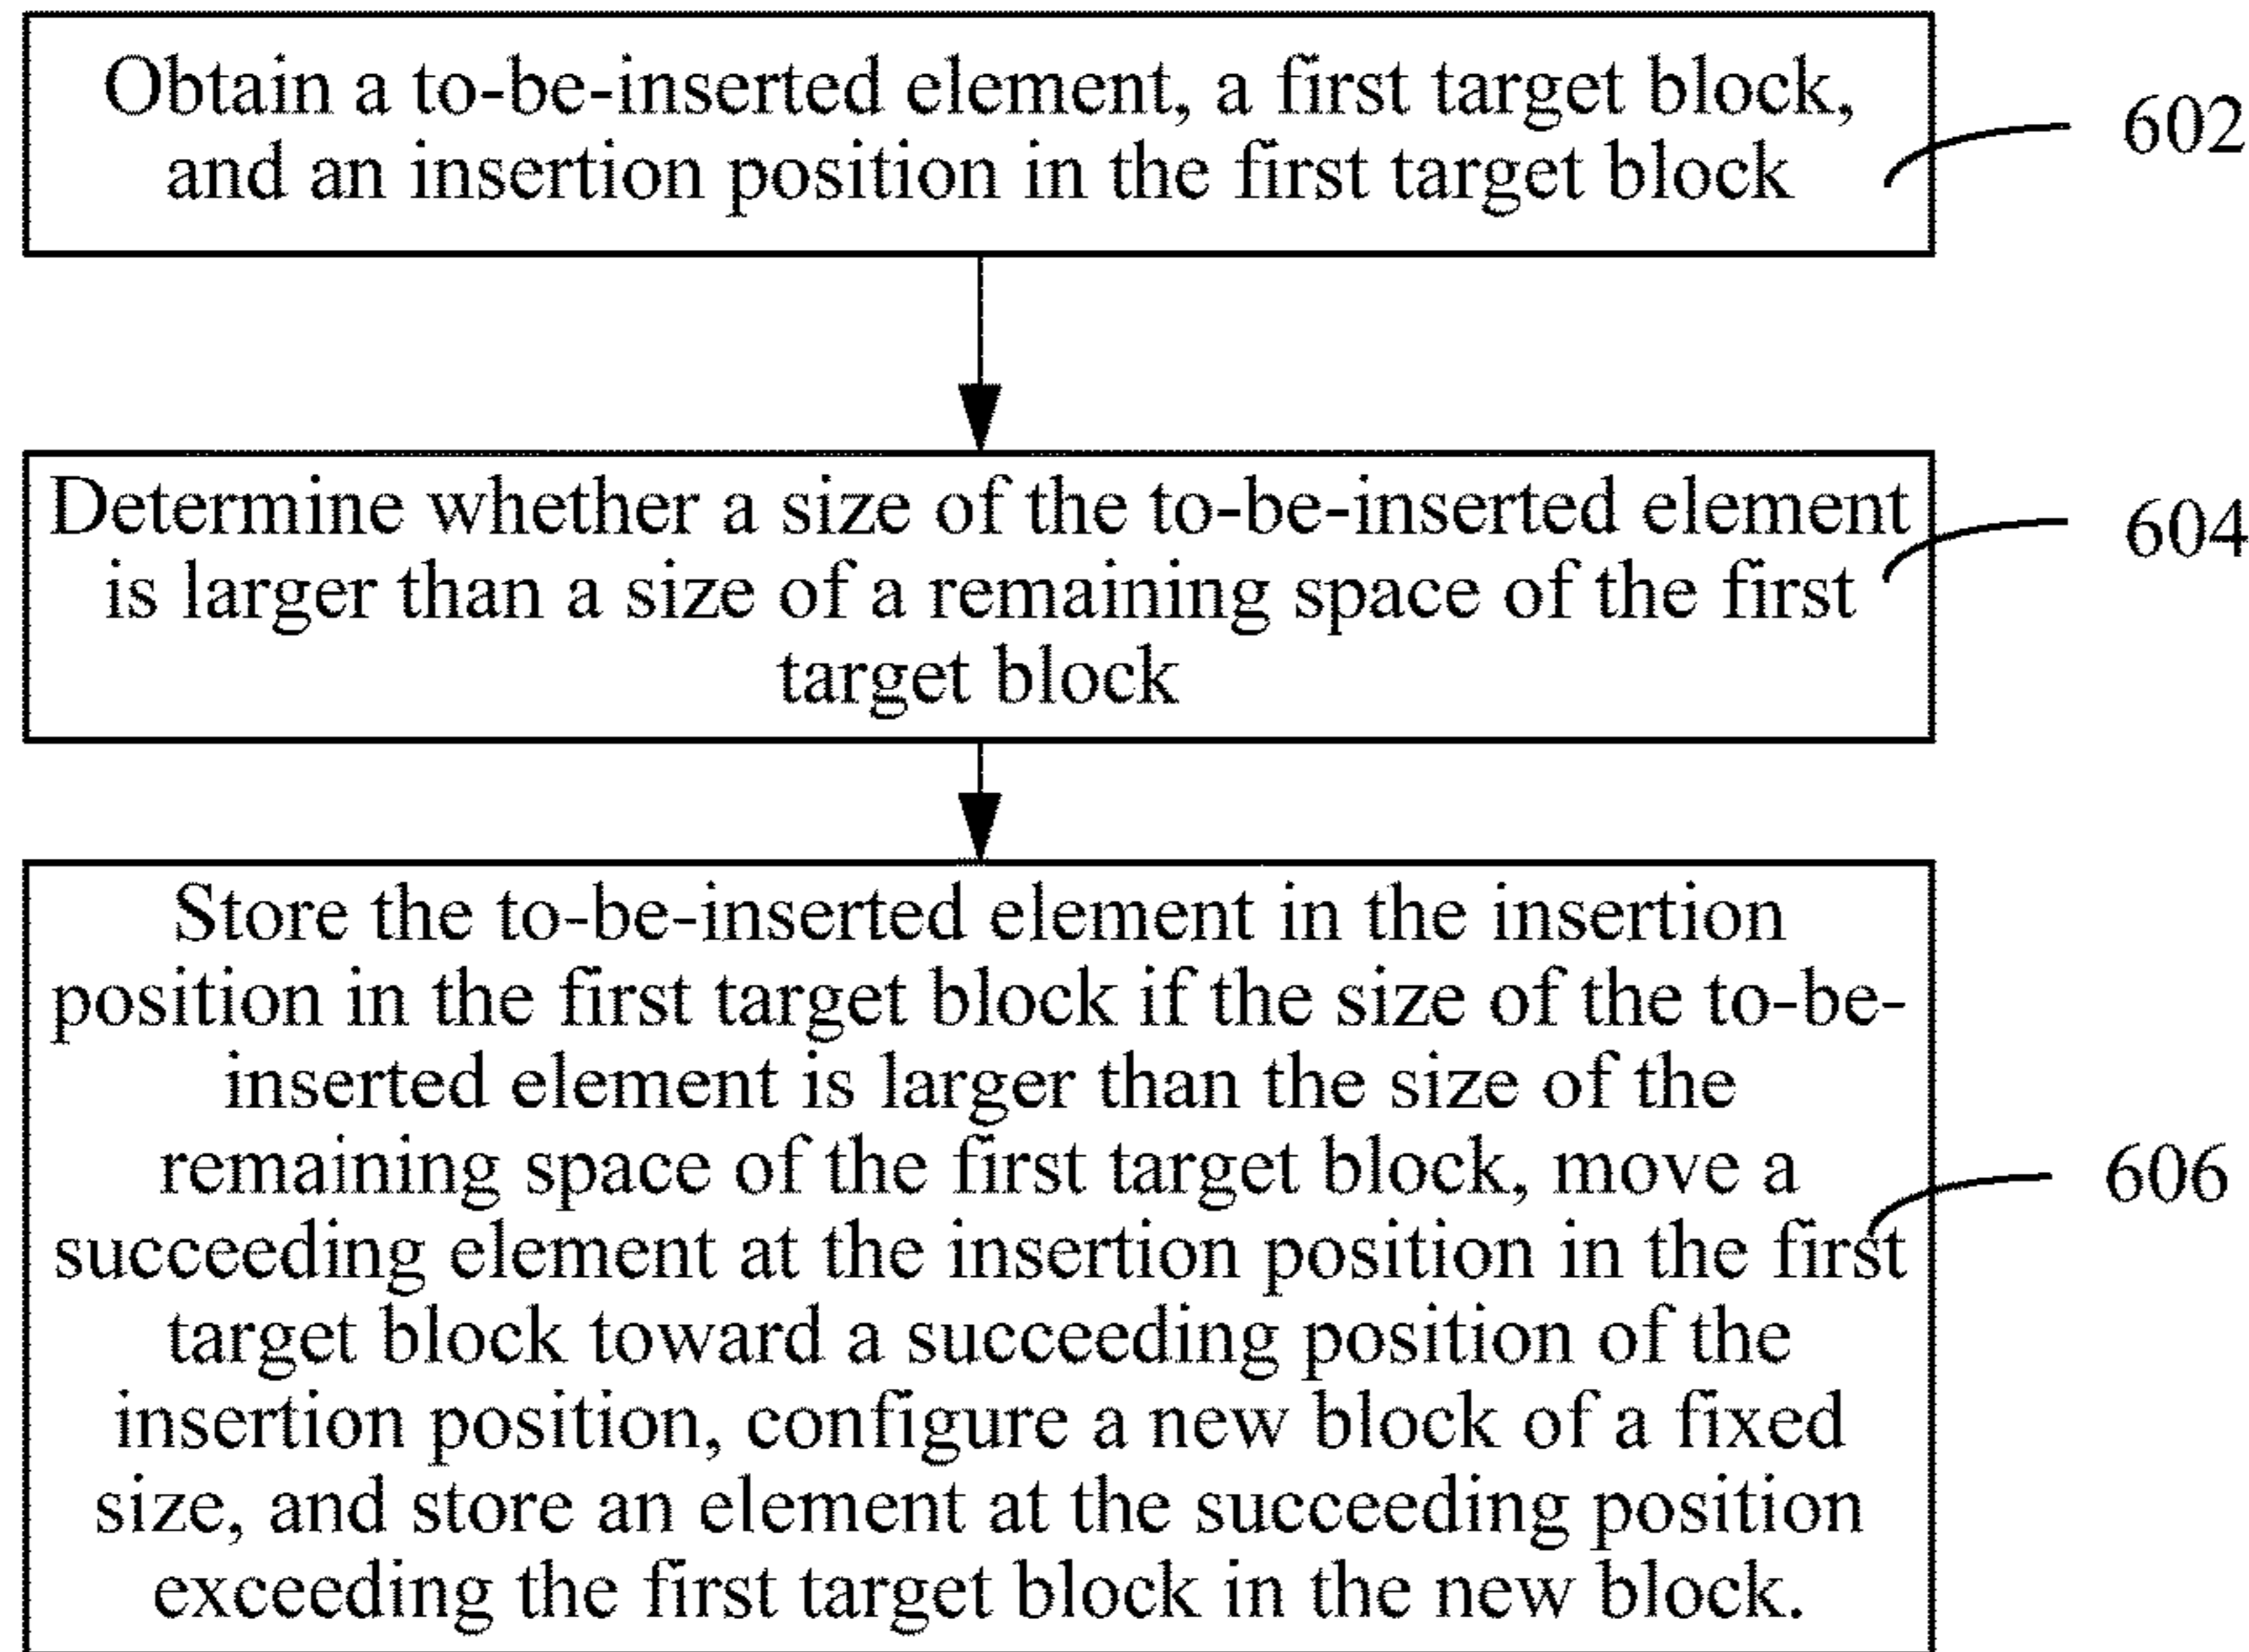 Obtain a to-be-inserted element, a first target block,
and an insertion position in the first target block
602
Determine whether a size of the to-be-inserted element
is larger than a size of a remaining space of the first
target block
604
Store the to-be-inserted element in the insertion
position in the first target block if the size of the to-be-
inserted element is larger than the size of the
remaining space of the first target block, move a
succeeding element at the insertion position in the first
target block toward a succeeding position of the
insertion position, configure a new block of a fixed
size, and store an element at the succeeding position
exceeding the first target block in the new block.
606